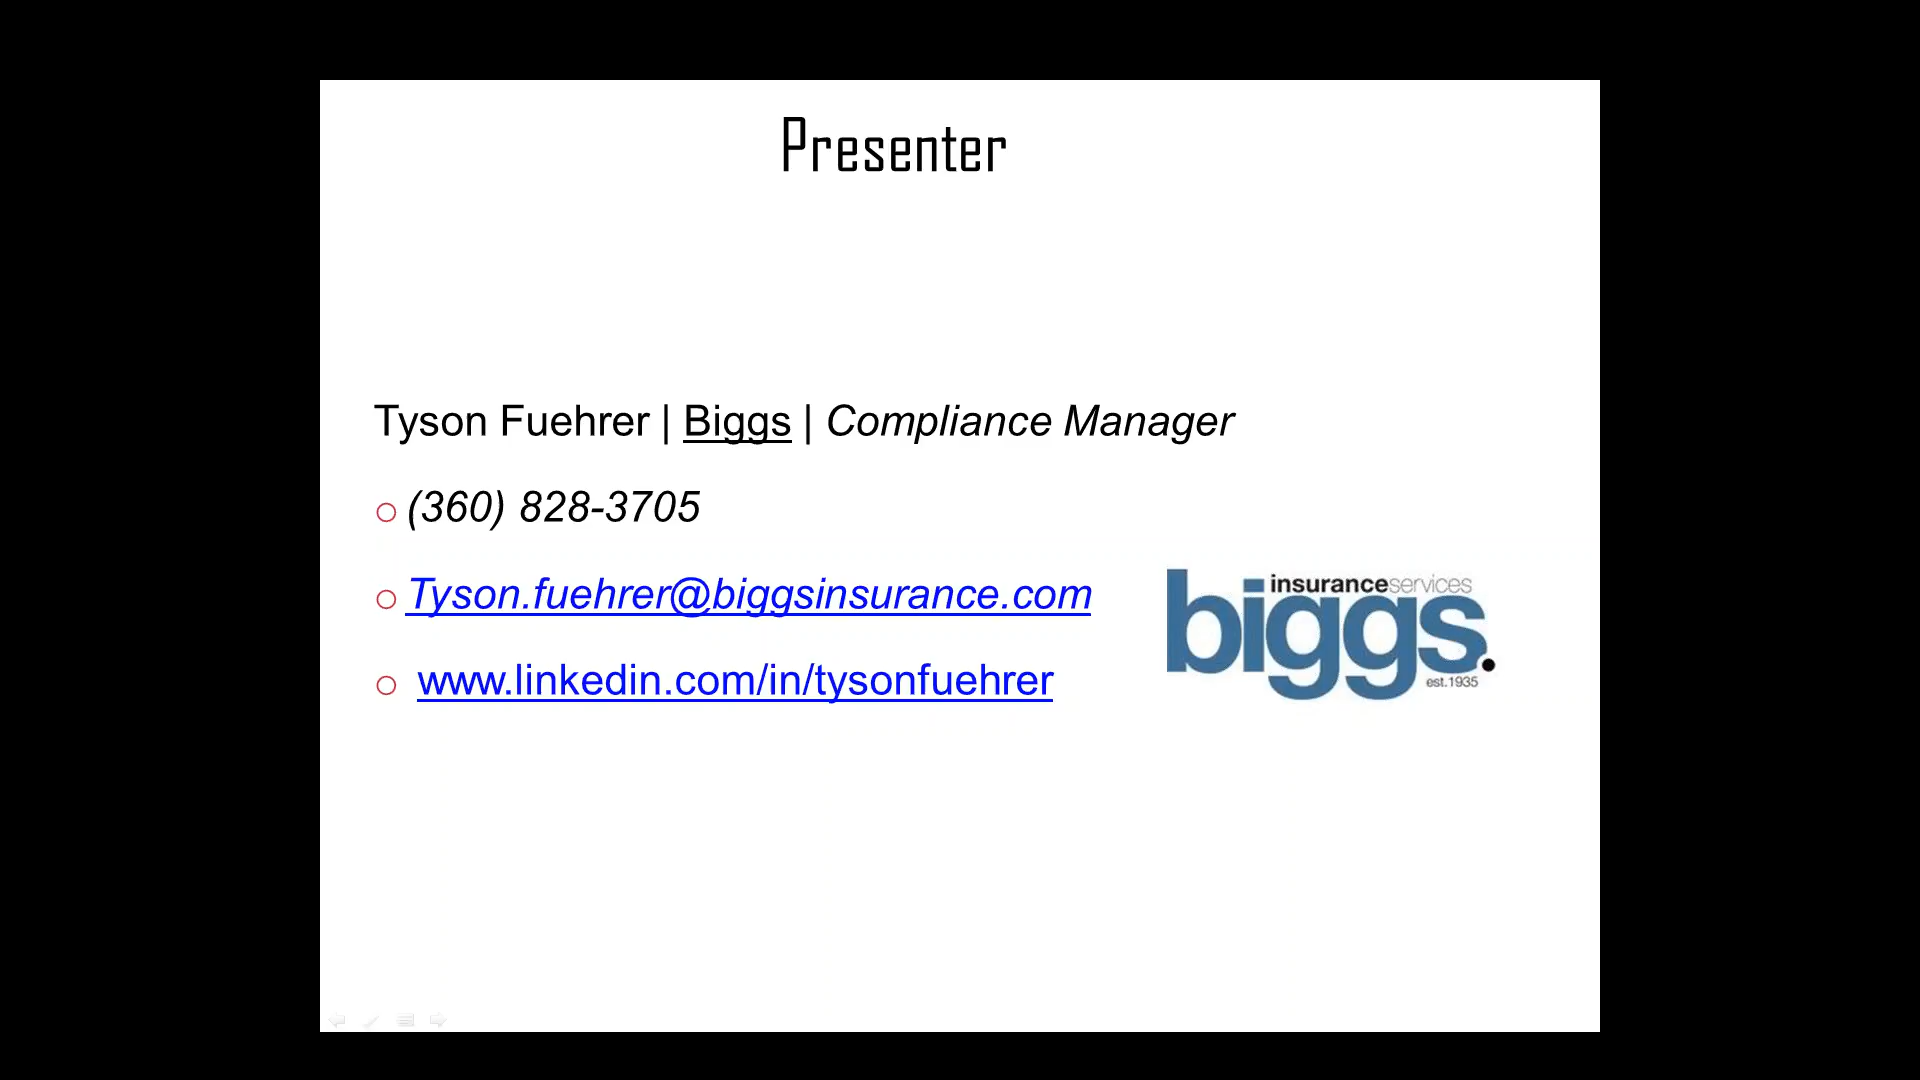 Presenter
Tyson Fuehrer | Biggs | Compliance Manager
(360) 828-3705
Tyson.fuehrer@biggsinsurance.com
www.linkedin.com/in/tysonfuehrer
insuranceservices
biggs.
est.1935